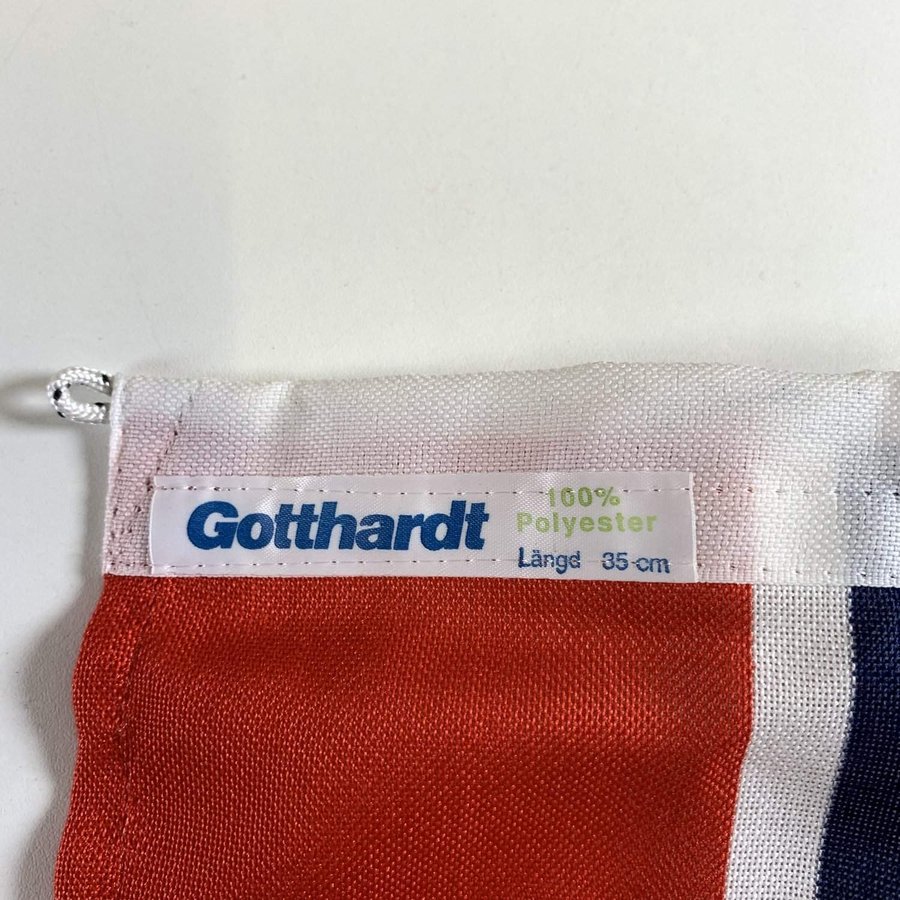 Gotthardt
100%
Polyester
Längd 35 cm